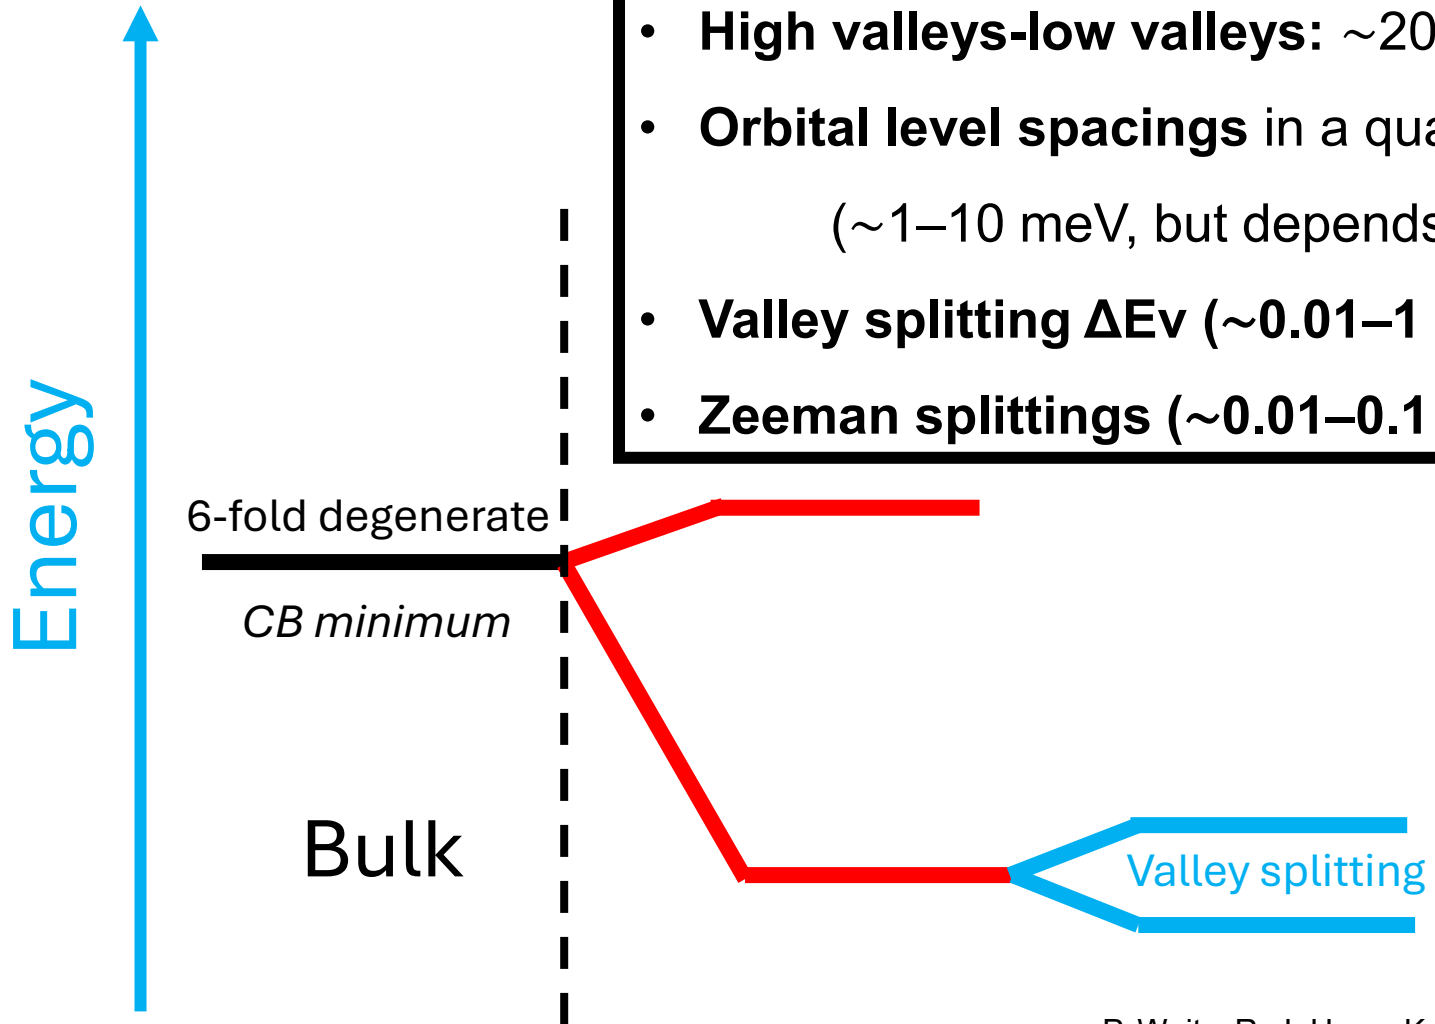 • High valleys-low valleys: ~20
• Orbital level spacings in a qua
(~1–10 meV, but depends
• Valley splitting ΔEv (~0.01–1
• Zeeman splittings (~0.01–0.1
Energy
6-fold degenerate
CB minimum
Bulk
Valley splitting